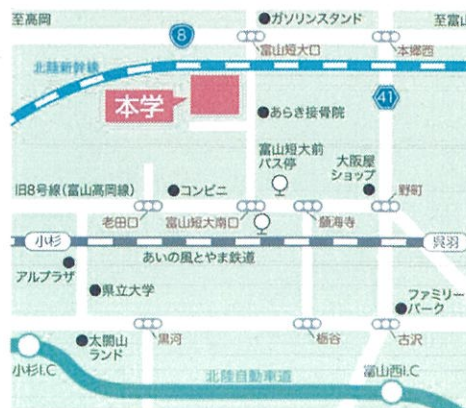 至高岡
ガソリンスタンド
至富山
8
富山短大口
本郷西
北陸新幹線
本学
あらき接骨院
41
富山短大前
バス停
大阪屋
ショップ
旧8号線(富山高岡線)
コンビニ
野町
老田口
富山短大南口
願海寺
小杉
呉羽
あいの風とやま鉄道
アルプラザ
県立大学
ファミリー
パーク
太閤山
ランド
黒河
栃谷
古沢
小杉I.C
北陸自動車道
富山西I.C